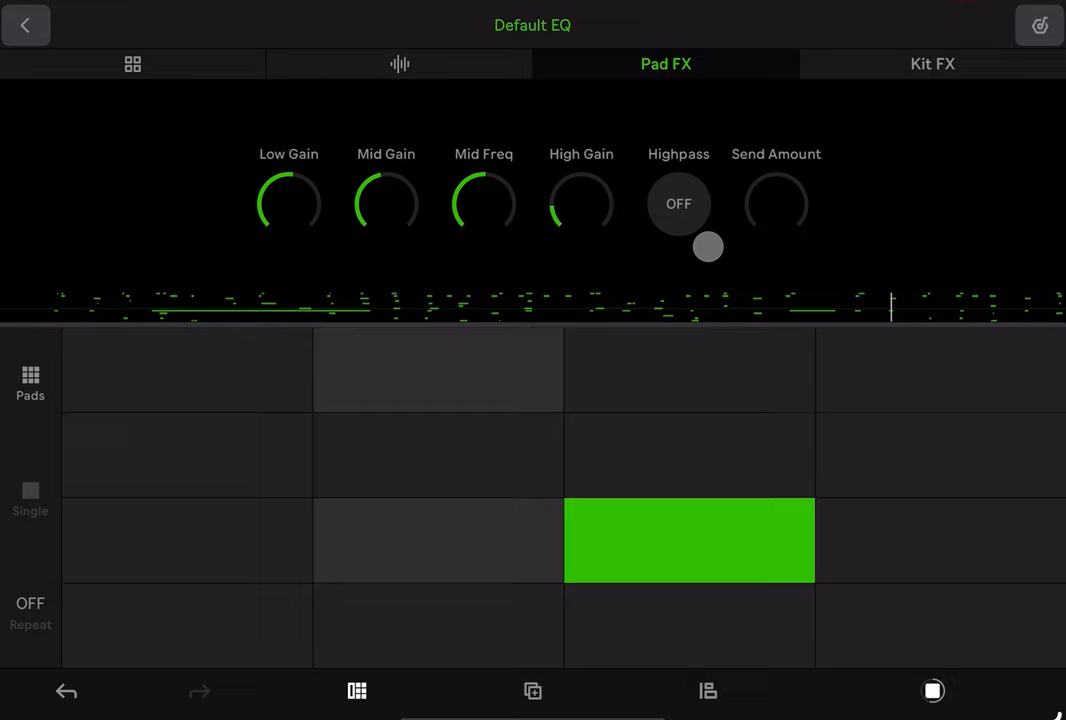 Default EQ
Pad FX
Kit FX
Low Gain
Mid Gain
Mid Freq
High Gain
Highpass
Send Amount
OFF
Pads
Single
OFF
Repeat